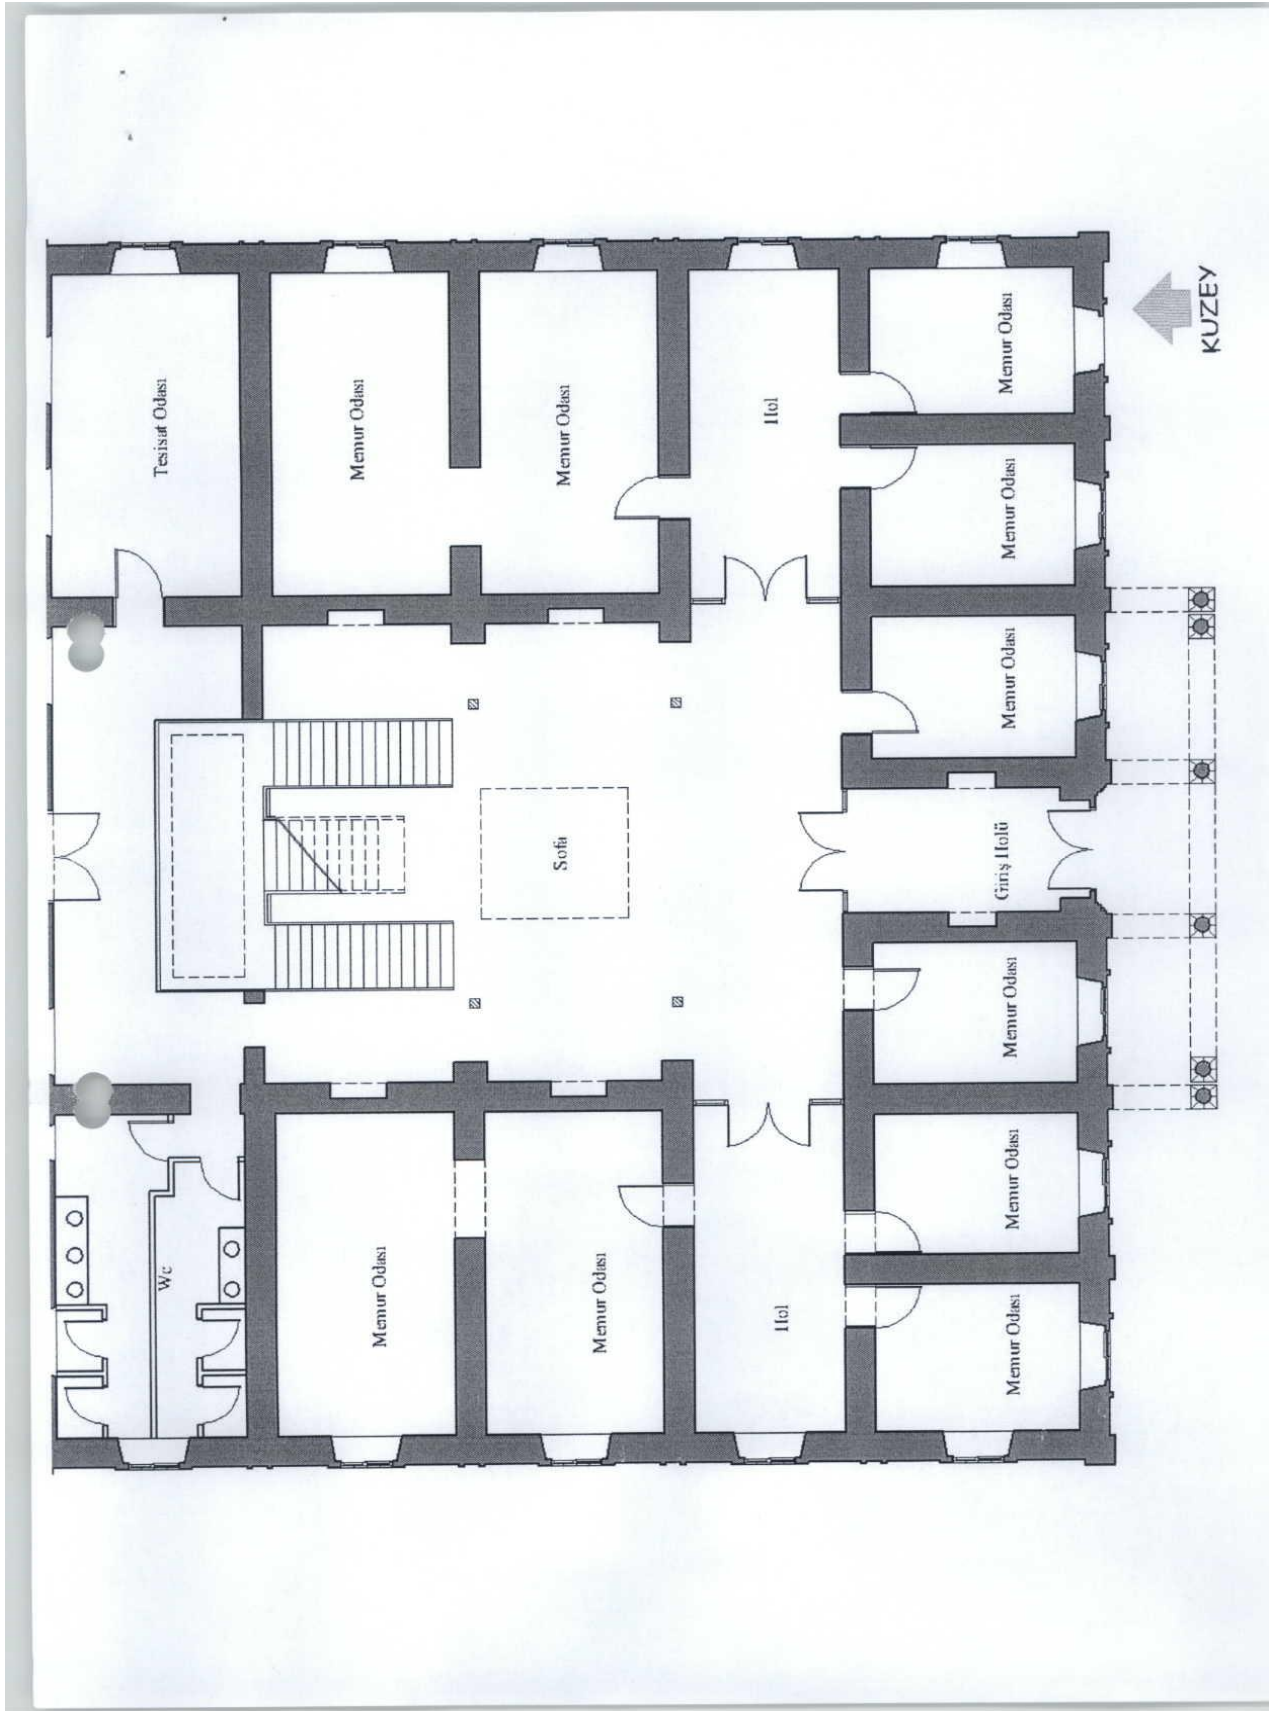 Tesisat Odası
Memur Odası
Memur Odası
Hol
Memur Odası
Memur Odası
Memur Odası
Sofa
Giriş Holü
Memur Odası
Memur Odası
Memur Odası
Hol
Memur Odası
Memur Odası
Wc
KUZEY